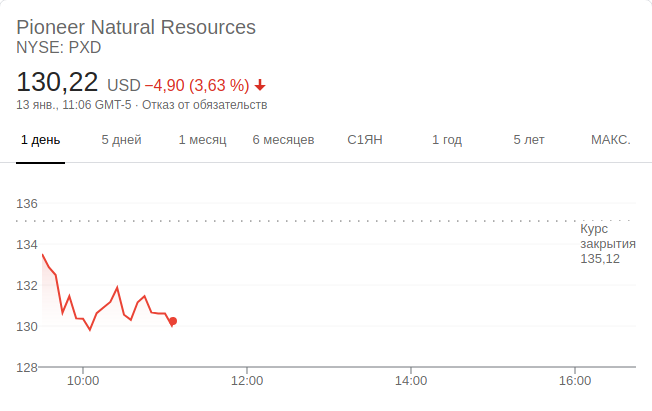 Pioneer Natural Resources
NYSE: PXD
130,22 USD −4,90 (3,63 %)
13 янв., 11:06 GMT-5 · Отказ от обязательств
1 день 5 дней 1 месяц 6 месяцев С1ЯН 1 год 5 лет МАКС.
136
Курс
закрытия
135,12
134
132
130
128
10:00 12:00 14:00 16:00